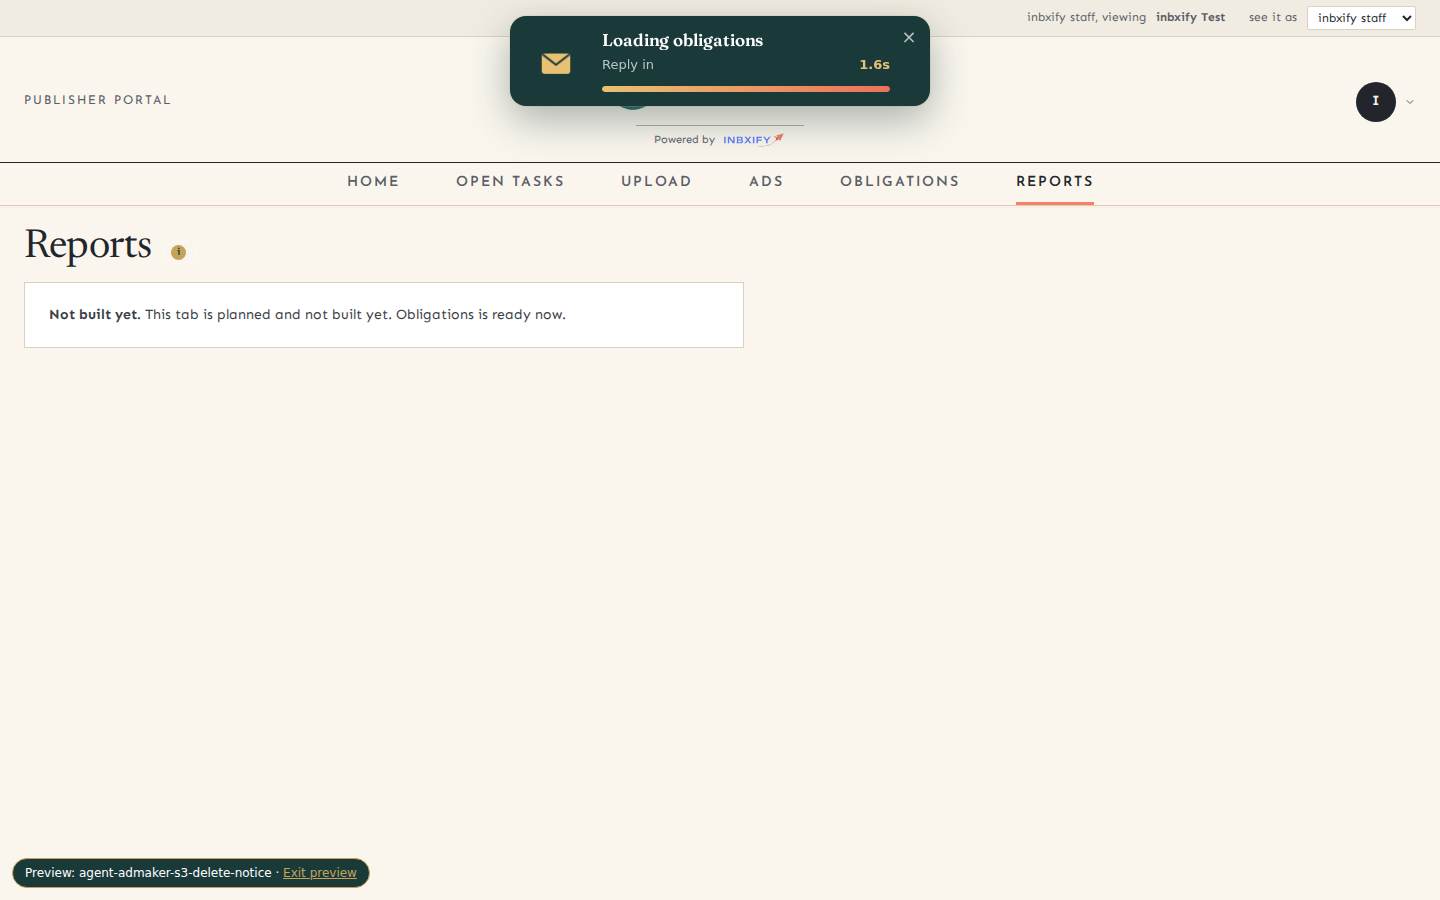 inbxify staff, viewing inbxify Test see it as inbxify staff
Loading obligations
Reply in 1.6s
PUBLISHER PORTAL
I
Powered by INBXIFY
HOME OPEN TASKS UPLOAD ADS OBLIGATIONS REPORTS
Reports i
Not built yet. This tab is planned and not built yet. Obligations is ready now.
Preview: agent-admaker-s3-delete-notice · Exit preview